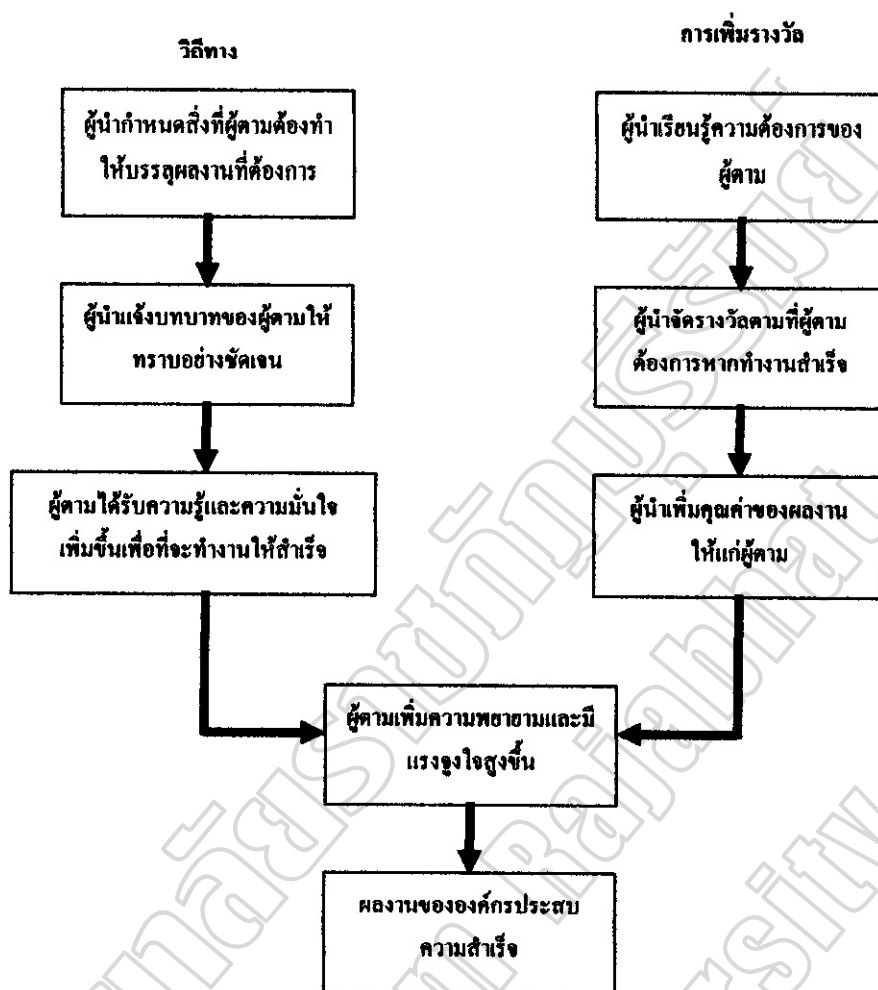 วิถีทาง
ผู้นำกำหนดสิ่งที่ผู้ตามต้องทำ
ให้บรรลุผลงานที่ต้องการ
ผู้นำแจ้งบทบาทของผู้ตามให้
ทราบอย่างชัดเจน
ผู้ตามได้รับความรู้และความมั่นใจ
เพิ่มขึ้นเพื่อที่จะทำงานให้สำเร็จ
การเพิ่มรางวัล
ผู้นำเรียนรู้ความต้องการของ
ผู้ตาม
ผู้นำจัดรางวัลตามที่ผู้ตาม
ต้องการหากทำงานสำเร็จ
ผู้นำเพิ่มคุณค่าของผลงาน
ให้แก่ผู้ตาม
ผู้ตามเพิ่มความพยายามและมี
แรงจูงใจสูงขึ้น
ผลงานขององค์กรประสบ
ความสำเร็จ
Rajabhat